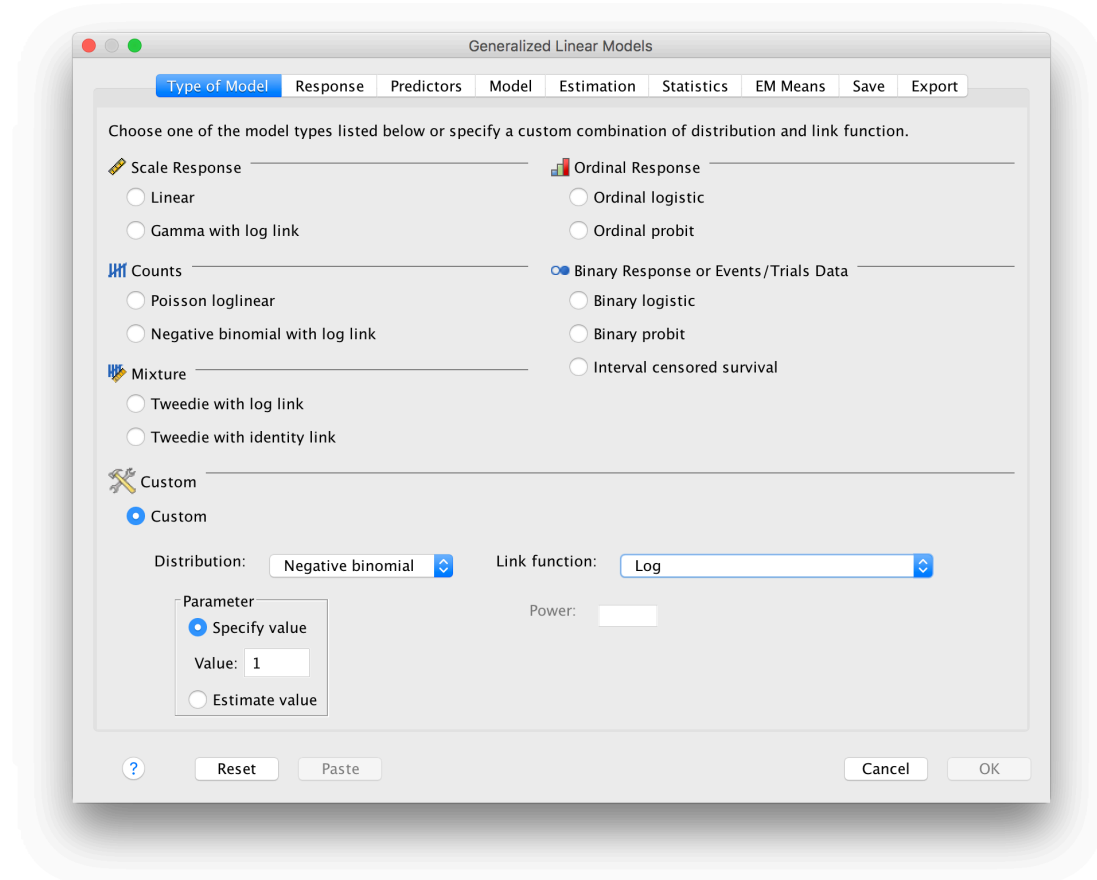 Generalized Linear Models
Type of Model Response Predictors Model Estimation Statistics EM Means Save Export
Choose one of the model types listed below or specify a custom combination of distribution and link function.
Scale Response
Linear
Gamma with log link
Ordinal Response
Ordinal logistic
Ordinal probit
Counts
Poisson loglinear
Negative binomial with log link
Binary Response or Events/Trials Data
Binary logistic
Binary probit
Interval censored survival
Mixture
Tweedie with log link
Tweedie with identity link
Custom
Custom
Distribution: Negative binomial Link function: Log
Parameter
Specify value
Value: 1
Estimate value
Power:
? Reset Paste Cancel OK